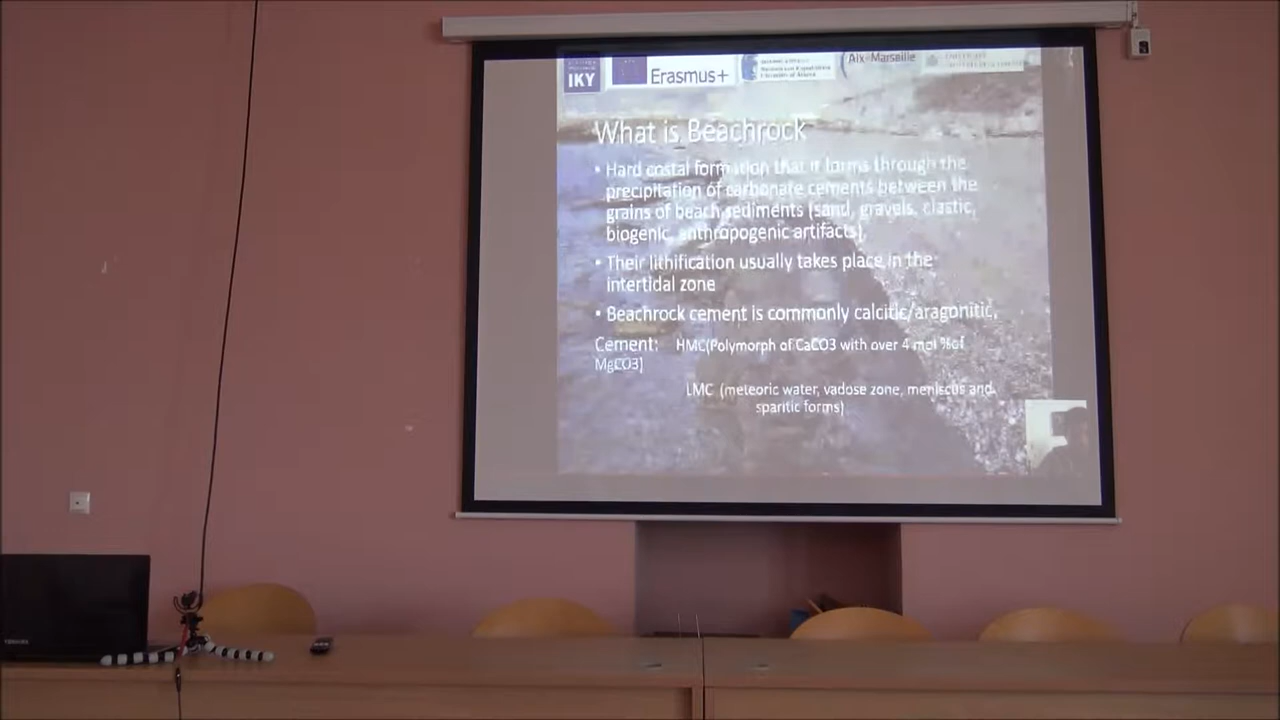 IKY
Erasmus+
Aix-Marseille
What is Beachrock
• Hard costal formation that it forms through the
precipitation of carbonate cements between the
grains of beach sediments (sand, gravels, clastic,
biogenic, anthropogenic artifacts),
• Their lithification usually takes place in the
intertidal zone
• Beachrock cement is commonly calcitic/aragonitic.
Cement: HMC(Polymorph of CaCO3 with over 4 mol %of
MgCO3]
LMC (meteoric water, vadose zone, meniscus and
sparitic forms)
TOSHIBA